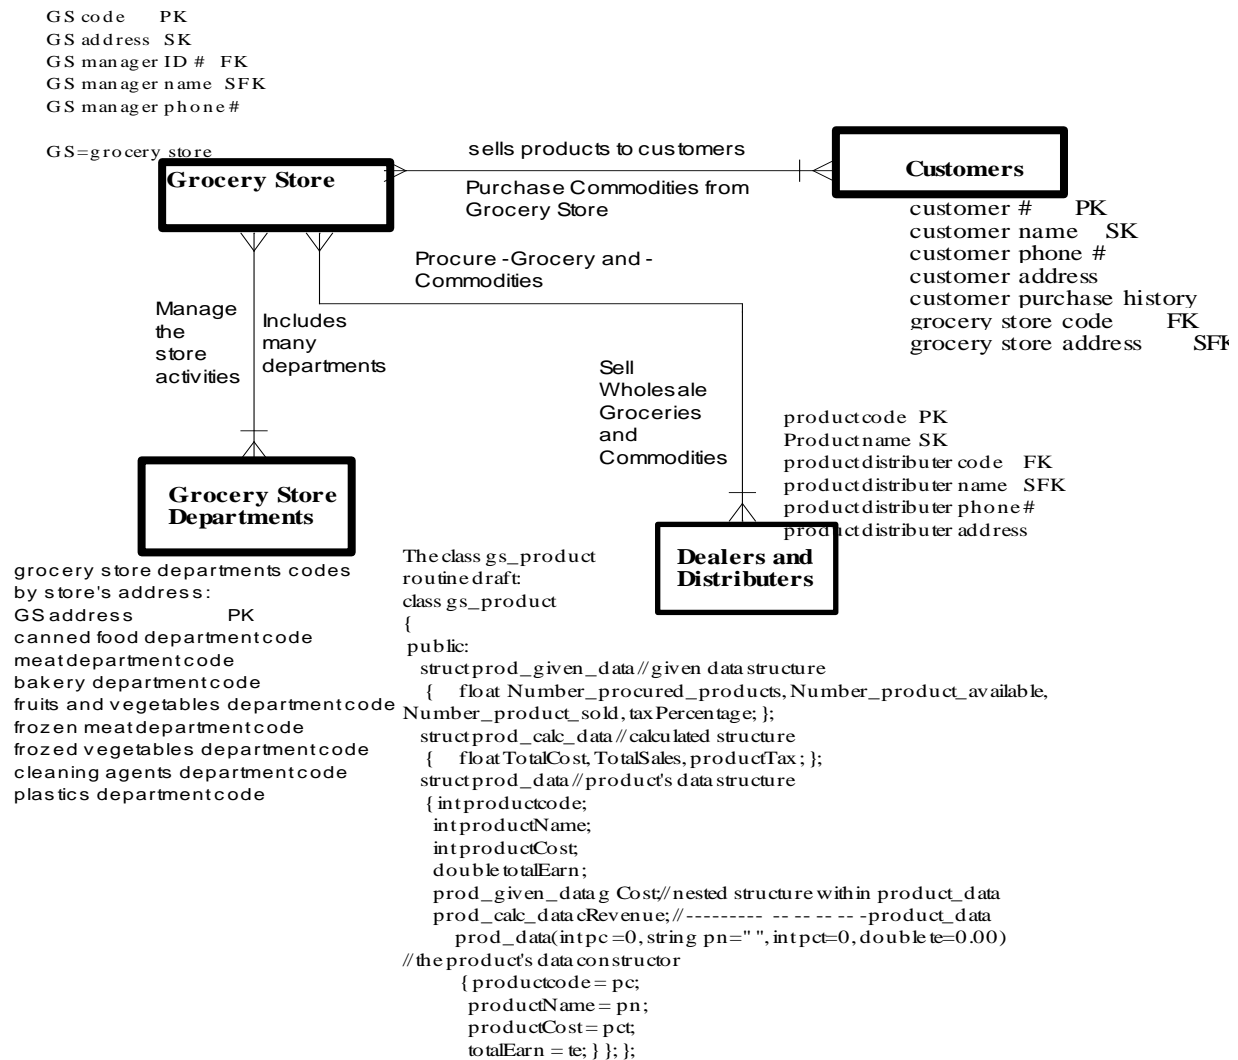 GS code PK
GS address SK
GS manager ID # FK
GS manager name SFK
GS manager phone #
GS=grocery store
Grocery Store
sells products to customers
Purchase Commodities from
Grocery Store
Customers
customer # PK
customer name SK
customer phone #
customer address
customer purchase history
grocery store code FK
grocery store address SFK
Procure -Grocery and -
Commodities
Manage
the
store
activities
Includes
many
departments
Sell
Wholesale
Groceries
and
Commodities
productcode PK
Productname SK
productdistributer code FK
productdistributer name SFK
productdistributer phone #
productdistributer address
Grocery Store
Departments
Dealers and
Distributers
grocery store departments codes
by store's address:
GS address PK
canned food department code
meat department code
bakery department code
fruits and vegetables department code
frozen meat department code
frozed vegetables department code
cleaning agents department code
plastics department code
The class gs_product
routine draft:
class gs_product
{
public:
struct prod_given_data//given data structure
{ float Number_procured_products, Number_product_available,
Number_product_sold, taxPercentage; };
struct prod_calc_data//calculated structure
{ float TotalCost, TotalSales, productTax; };
struct prod_data//product's data structure
{ int productcode;
int productName;
int productCost;
double totalEarn;
prod_given_data g Cost;//nested structure within product_data
prod_calc_data cRevenue; //--------- -- -- -- -- -product_data
prod_data(int pc =0, string pn=" ", int pct=0, double te=0.00)
//the product's data constructor
{ productcode = pc;
productName = pn;
productCost = pct;
totalEarn = te; } }; };